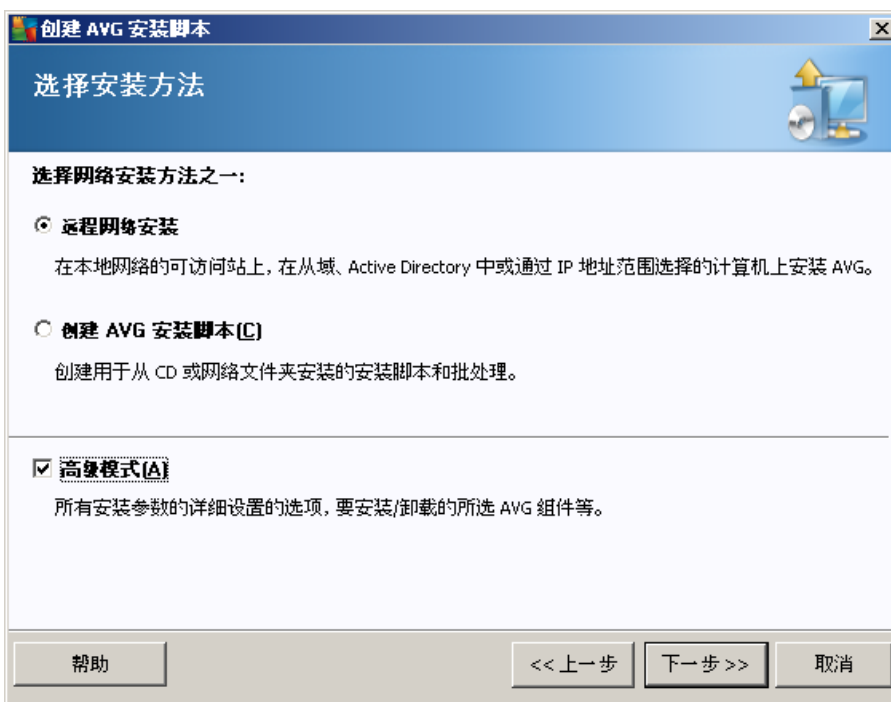 创建 AVG 安装脚本
选择安装方法
选择网络安装方法之一:
远程网络安装
在本地网络的可访问站上，在从域、Active Directory 中或通过 IP 地址范围选择的计算机上安装 AVG。
创建 AVG 安装脚本(C)
创建用于从 CD 或网络文件夹安装的安装脚本和批处理。
高级模式(A)
所有安装参数的详细设置的选项，要安装/卸载的所选 AVG 组件等。
帮助
<< 上一步
下一步 >>
取消